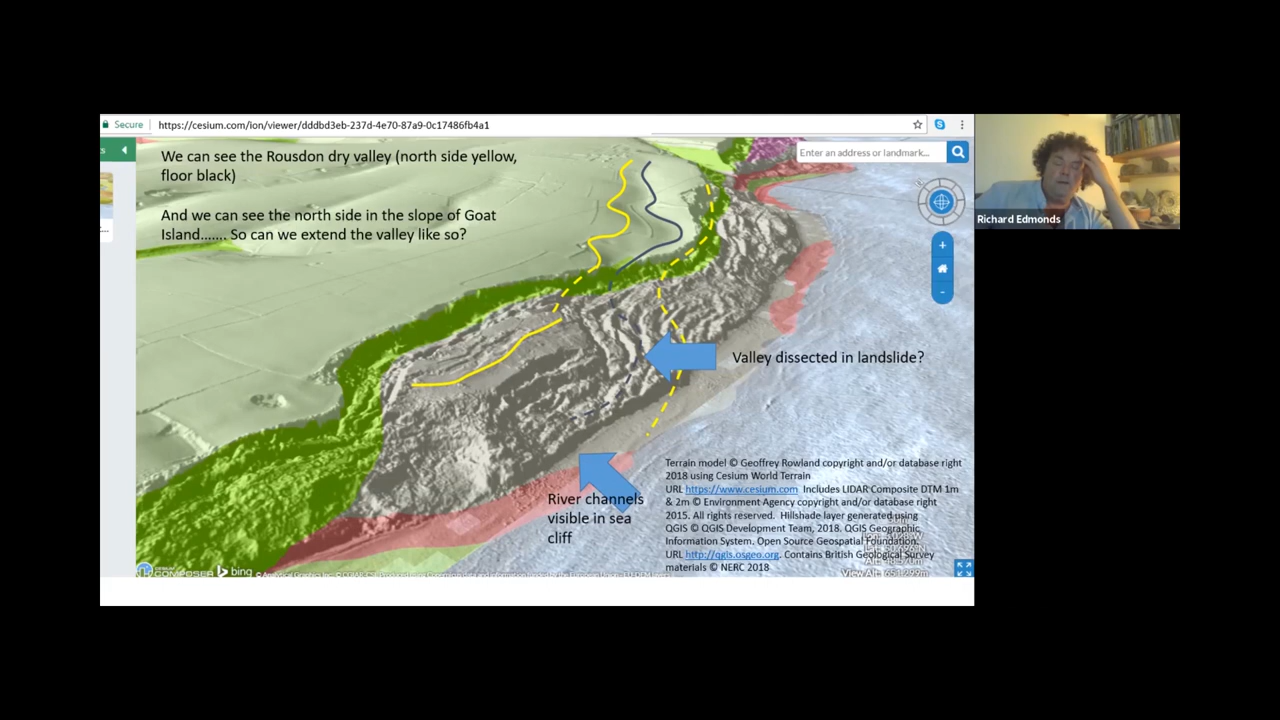 Secure
https://cesium.com/ion/viewer/dddbd3eb-237d-4e70-87a9-0c17486fb4a1
We can see the Rousdon dry valley (north side yellow,
floor black)
And we can see the north side in the slope of Goat
Island....... So can we extend the valley like so?
Enter an address or landmark...
Richard Edmonds
Valley dissected in landslide?
River channels
visible in sea
cliff
Terrain model © Geoffrey Rowland copyright and/or database right
2018 using Cesium World Terrain
URL https://www.cesium.com Includes LIDAR Composite DTM 1m
& 2m © Environment Agency copyright and/or database right
2015. All rights reserved. Hillshade layer generated using
QGIS © QGIS Development Team, 2018. QGIS Geographic
Information System. Open Source Geospatial Foundation.
URL http://qgis.osgeo.org. Contains British Geological Survey
materials © NERC 2018
COMPOSER
bing